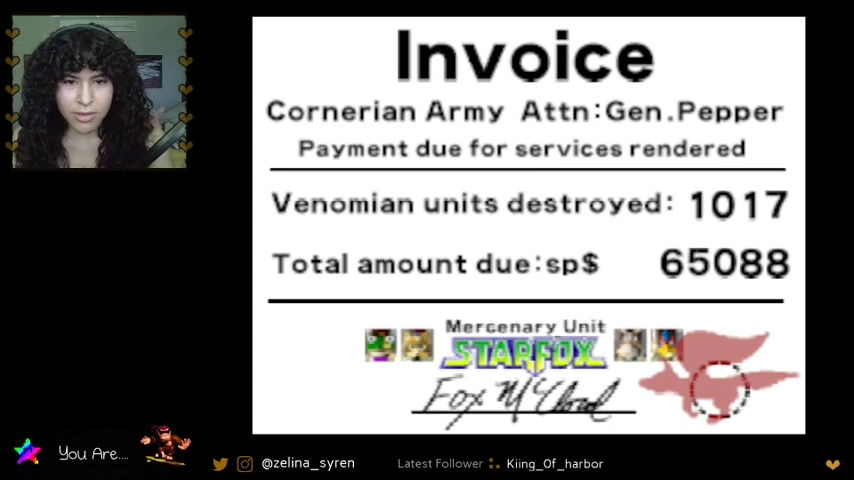 Invoice
Cornerian Army Attn:Gen.Pepper
Payment due for services rendered
Venomian units destroyed: 1017
Total amount due:sp$ 65088
Mercenary Unit
STARFOX
Fox McCloud
You Are....
@zelina_syren
Latest Follower :. Kiing_0f_harbor